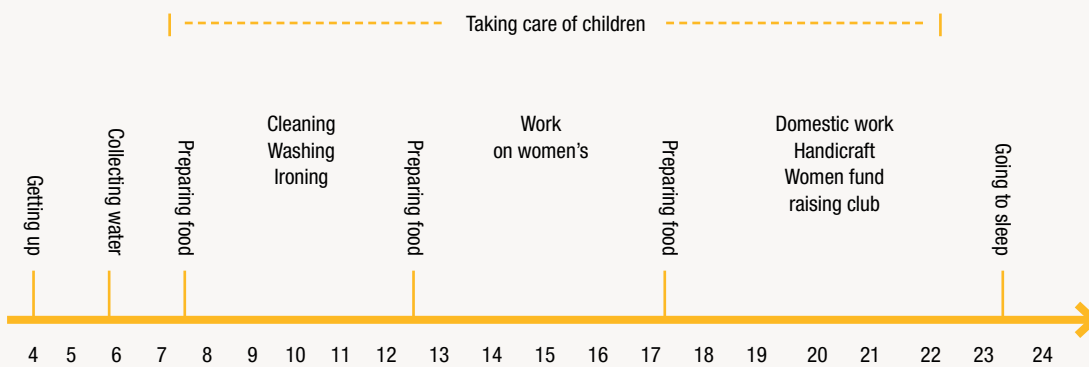 Taking care of children
Getting up
Collecting water
Preparing food
Cleaning
Washing
Ironing
Preparing food
Work
on women's
Preparing food
Domestic work
Handicraft
Women fund
raising club
Going to sleep
4 5 6 7 8 9 10 11 12 13 14 15 16 17 18 19 20 21 22 23 24